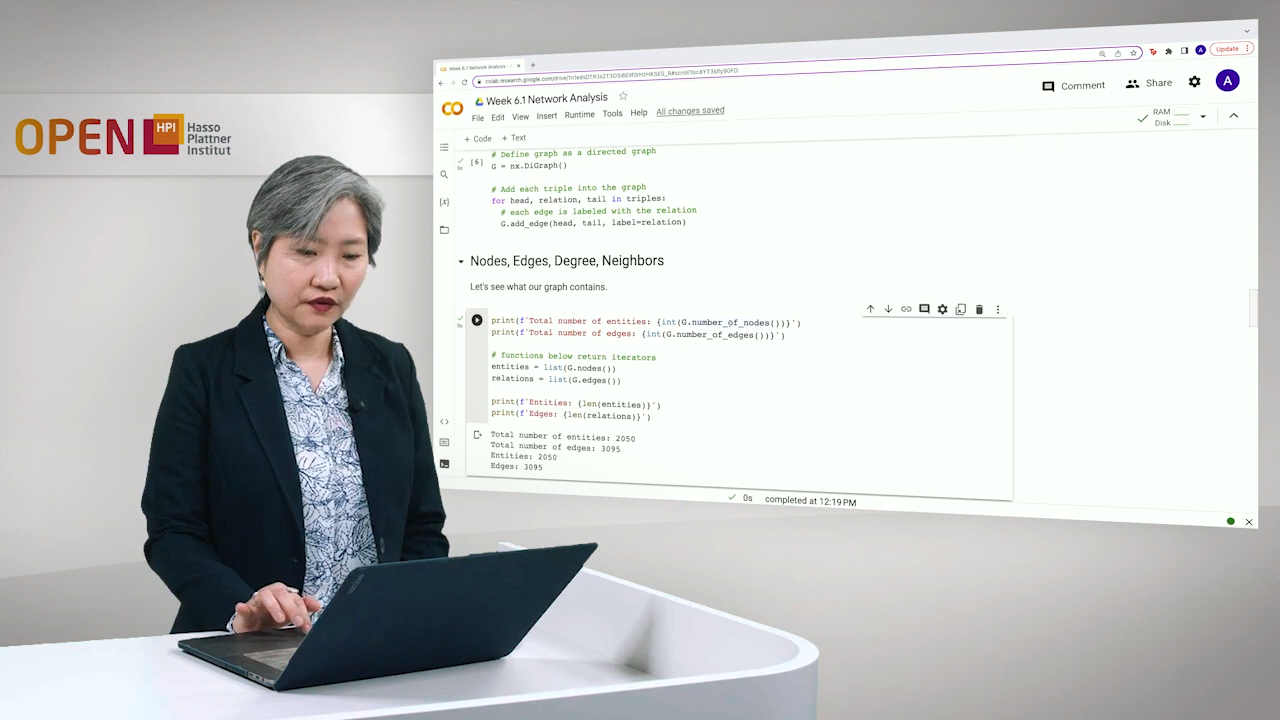 OPEN HPI Hasso
Plattner
Institut
Week 6.1 Network Analysis -
Update
Week 6.1 Network Analysis
Comment
Share
A
File Edit View Insert Runtime Tools Help All changes saved
RAM
Disk
+ Code + Text
# Define graph as a directed graph
[6] G = nx.DiGraph()
# Add each triple into the graph
for head, relation, tail in triples:
# each edge is labeled with the relation
G.add_edge(head, tail, label=relation)
Nodes, Edges, Degree, Neighbors
Let's see what our graph contains.
print(f'Total number of entities: {int(G.number_of_nodes())}')
print(f'Total number of edges: {int(G.number_of_edges())}')
# functions below return iterators
entities = list(G.nodes())
relations = list(G.edges())
print(f'Entities: {len(entities)}')
print(f'Edges: {len(relations)}')
Total number of entities: 2050
Total number of edges: 3095
Entities: 2050
Edges: 3095
0s completed at 12:19 PM